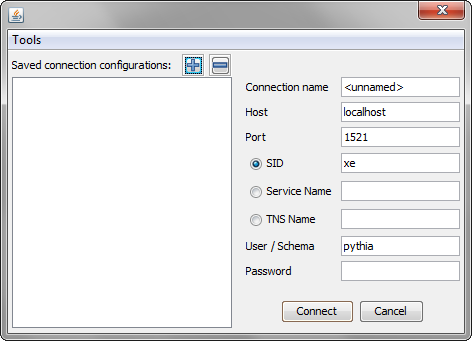 Tools
Saved connection configurations:
Connection name <unnamed>
Host localhost
Port 1521
SID xe
Service Name
TNS Name
User / Schema pythia
Password
Connect Cancel